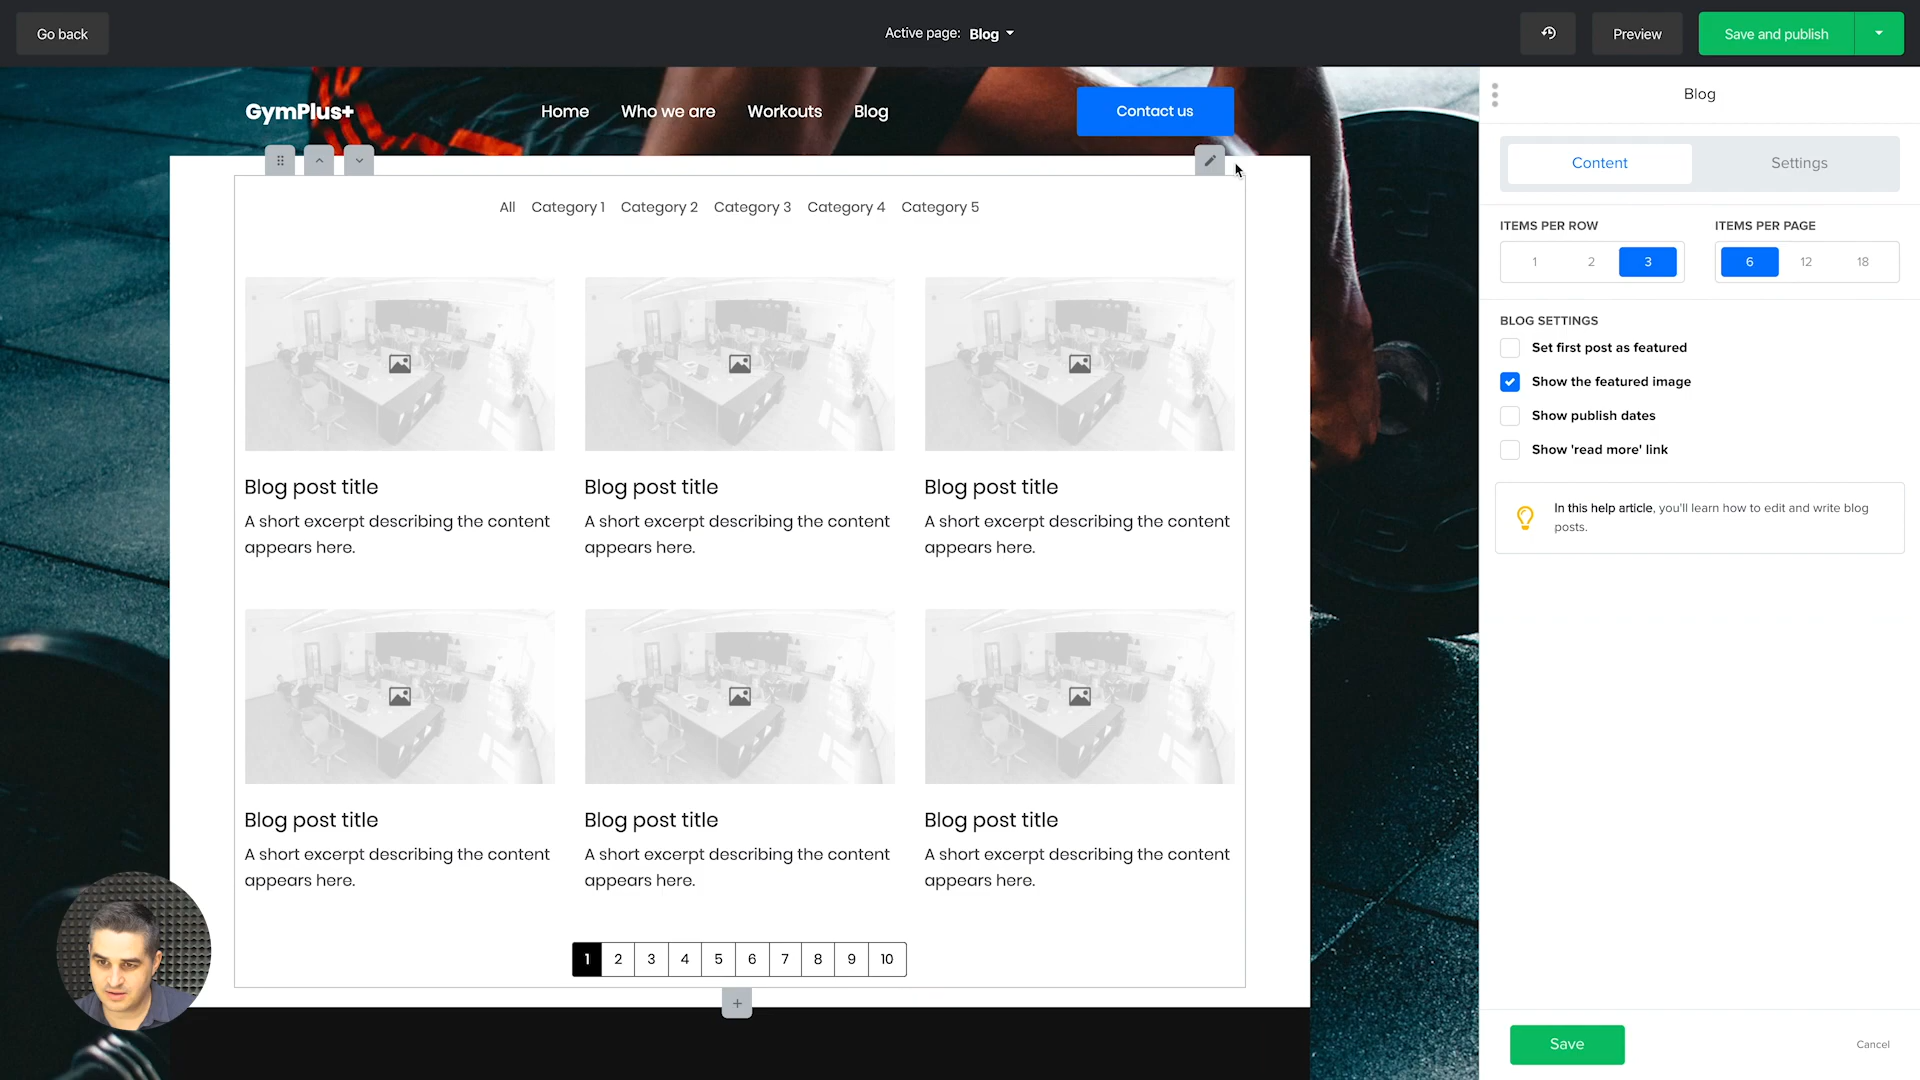 Go back
Active page: Blog
Preview
Save and publish
GymPlus+
Home
Who we are
Workouts
Blog
Contact us
Blog
Content
Settings
All
Category 1
Category 2
Category 3
Category 4
Category 5
ITEMS PER ROW
1
2
3
ITEMS PER PAGE
6
12
18
BLOG SETTINGS
Set first post as featured
Show the featured image
Show publish dates
Show 'read more' link
In this help article, you'll learn how to edit and write blog
posts.
Blog post title
A short excerpt describing the content
appears here.
Blog post title
A short excerpt describing the content
appears here.
Blog post title
A short excerpt describing the content
appears here.
Blog post title
A short excerpt describing the content
appears here.
Blog post title
A short excerpt describing the content
appears here.
Blog post title
A short excerpt describing the content
appears here.
1
2
3
4
5
6
7
8
9
10
+
Save
Cancel